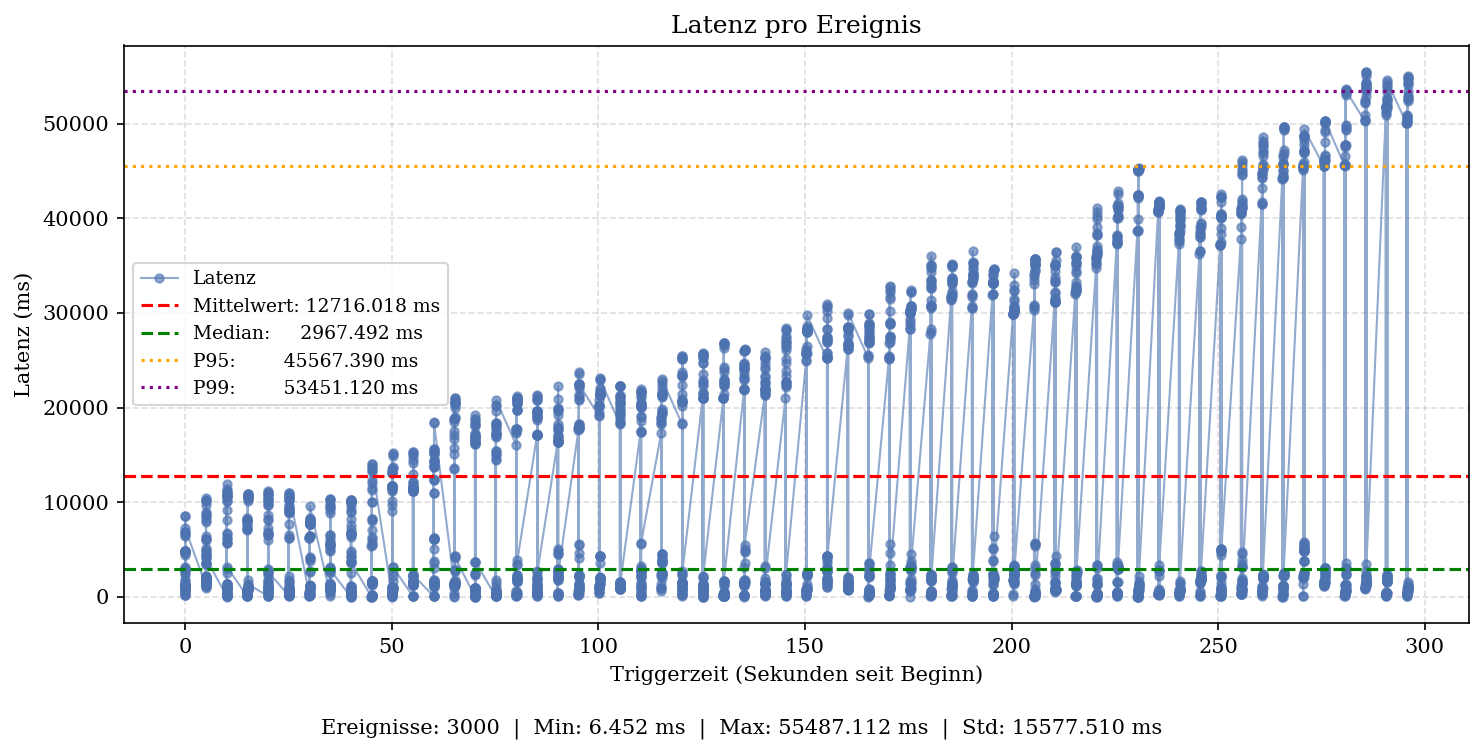 Latenz pro Ereignis
Latenz (ms)
50000
40000
30000
20000
10000
0
Latenz
Mittelwert: 12716.018 ms
Median: 2967.492 ms
P95: 45567.390 ms
P99: 53451.120 ms
0 50 100 150 200 250 300
Triggerzeit (Sekunden seit Beginn)
Ereignisse: 3000 | Min: 6.452 ms | Max: 55487.112 ms | Std: 15577.510 ms